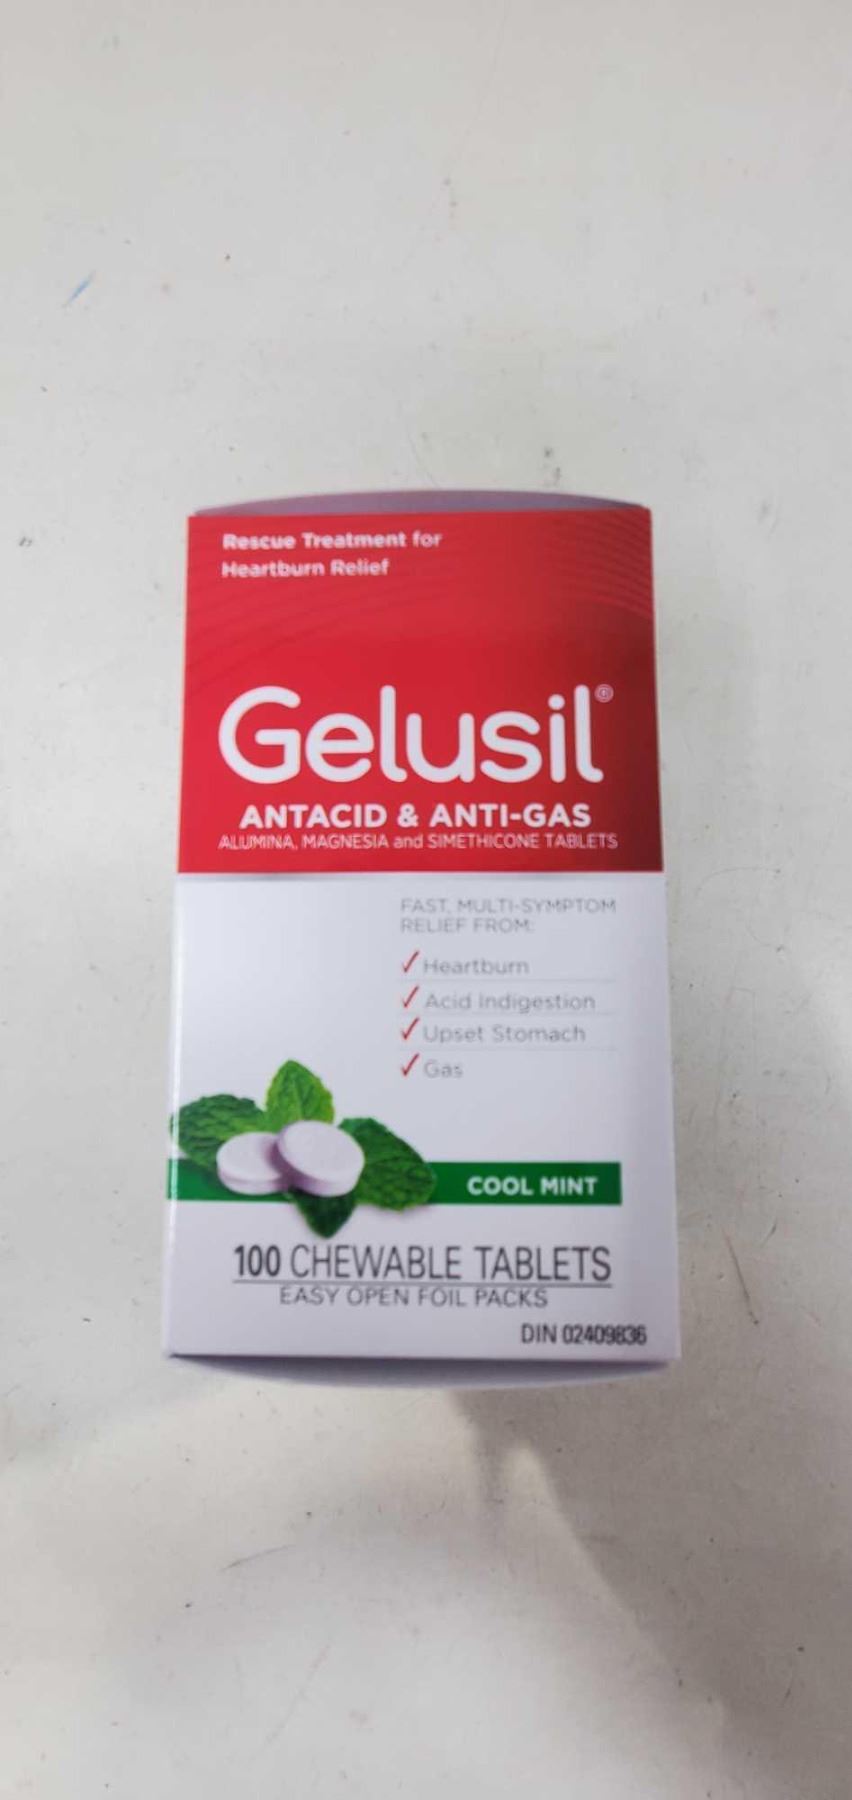 Rescue Treatment for
Heartburn Relief
Gelusil®
ANTACID & ANTI-GAS
ALUMINA, MAGNESIA and SIMETHICONE TABLETS
FAST, MULTI-SYMPTOM
RELIEF FROM:
✓ Heartburn
✓ Acid Indigestion
✓ Upset Stomach
✓ Gas
COOL MINT
100 CHEWABLE TABLETS
EASY OPEN FOIL PACKS
DIN 02409836